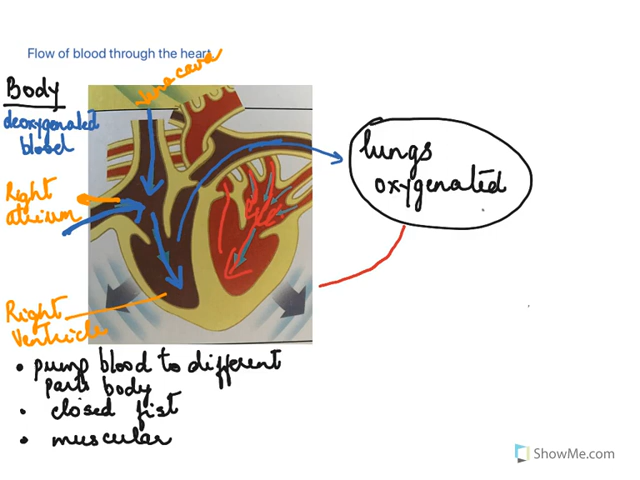 Flow of blood through the heart
Vena cava
Body
deoxygenated
blood
lungs
oxygenated
Right
atrium
Right
ventricle
• pump blood to different
parts body
• closed fist
• muscular
ShowMe.com